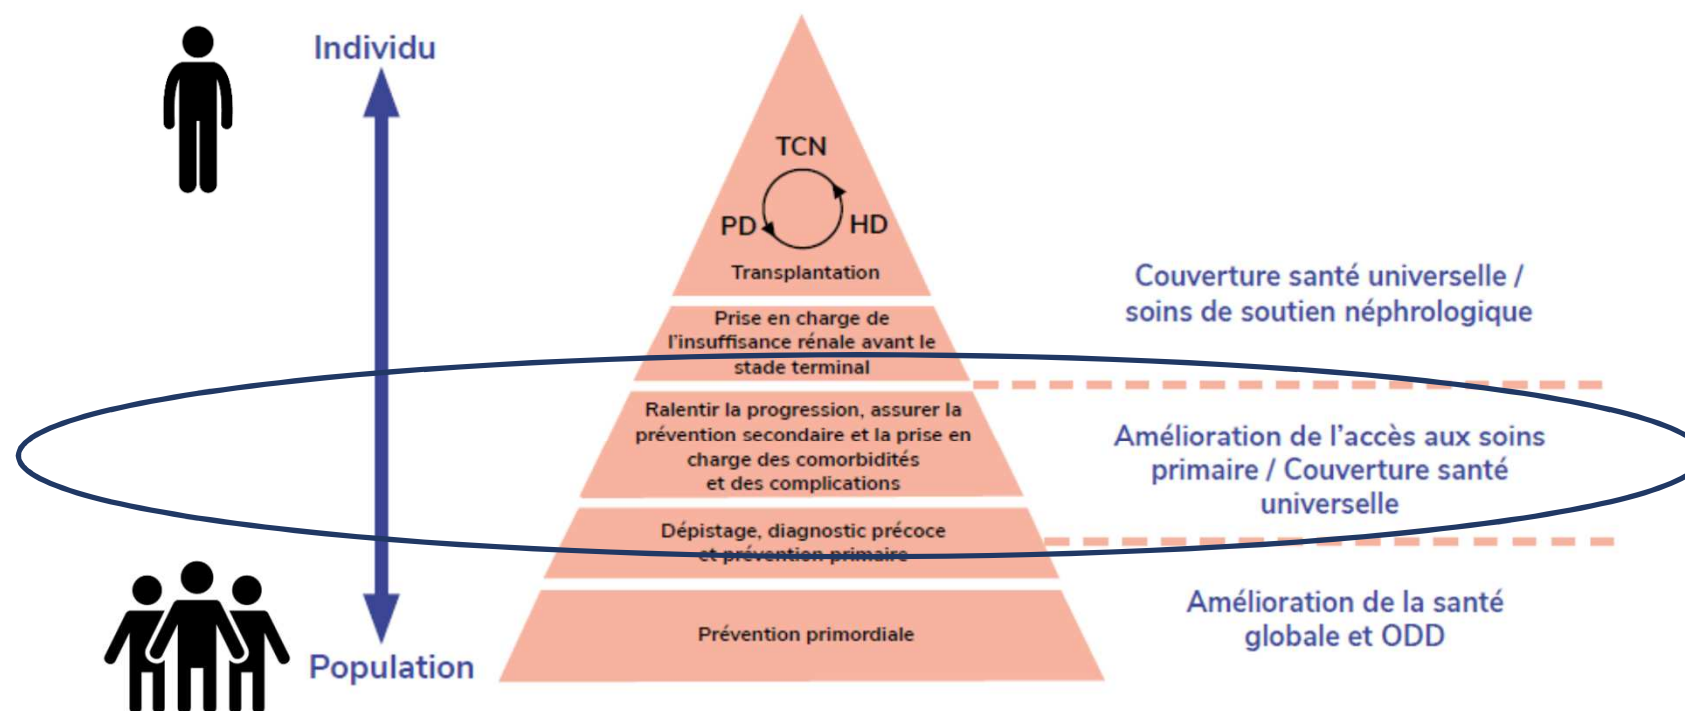 Individu
Population
TCN
PD
HD
Transplantation
Prise en charge de
l'insuffisance rénale avant le
stade terminal
Ralentir la progression, assurer la
prévention secondaire et la prise en
charge des comorbidités
et des complications
Dépistage, diagnostic précoce
et prévention primaire
Prévention primordiale
Couverture santé universelle /
soins de soutien néphrologique
Amélioration de l'accès aux soins
primaire / Couverture santé
universelle
Amélioration de la santé
globale et ODD